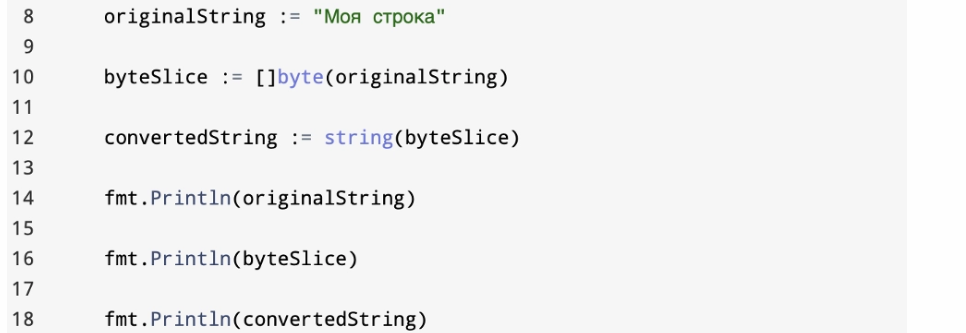 8 originalString := "Моя строка"
9
10 byteSlice := []byte(originalString)
11
12 convertedString := string(byteSlice)
13
14 fmt.Println(originalString)
15
16 fmt.Println(byteSlice)
17
18 fmt.Println(convertedString)